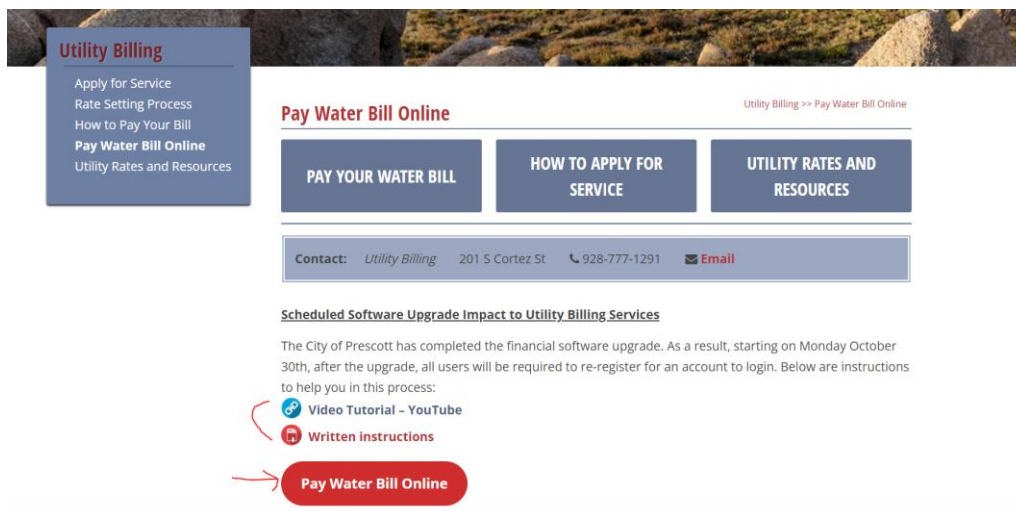 Utility Billing
Apply for Service
Rate Setting Process
How to Pay Your Bill
Pay Water Bill Online
Utility Rates and Resources
Pay Water Bill Online
Utility Billing >> Pay Water Bill Online
PAY YOUR WATER BILL
HOW TO APPLY FOR
SERVICE
UTILITY RATES AND
RESOURCES
Contact: Utility Billing 201 S Cortez St 928-777-1291 Email
Scheduled Software Upgrade Impact to Utility Billing Services
The City of Prescott has completed the financial software upgrade. As a result, starting on Monday October
30th, after the upgrade, all users will be required to re-register for an account to login. Below are instructions
to help you in this process:
Video Tutorial – YouTube
Written instructions
Pay Water Bill Online